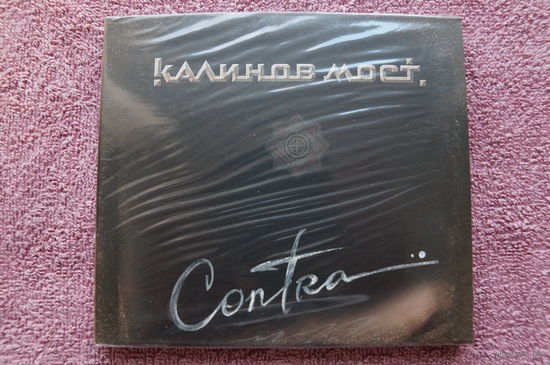 Калинов мост.
Contra